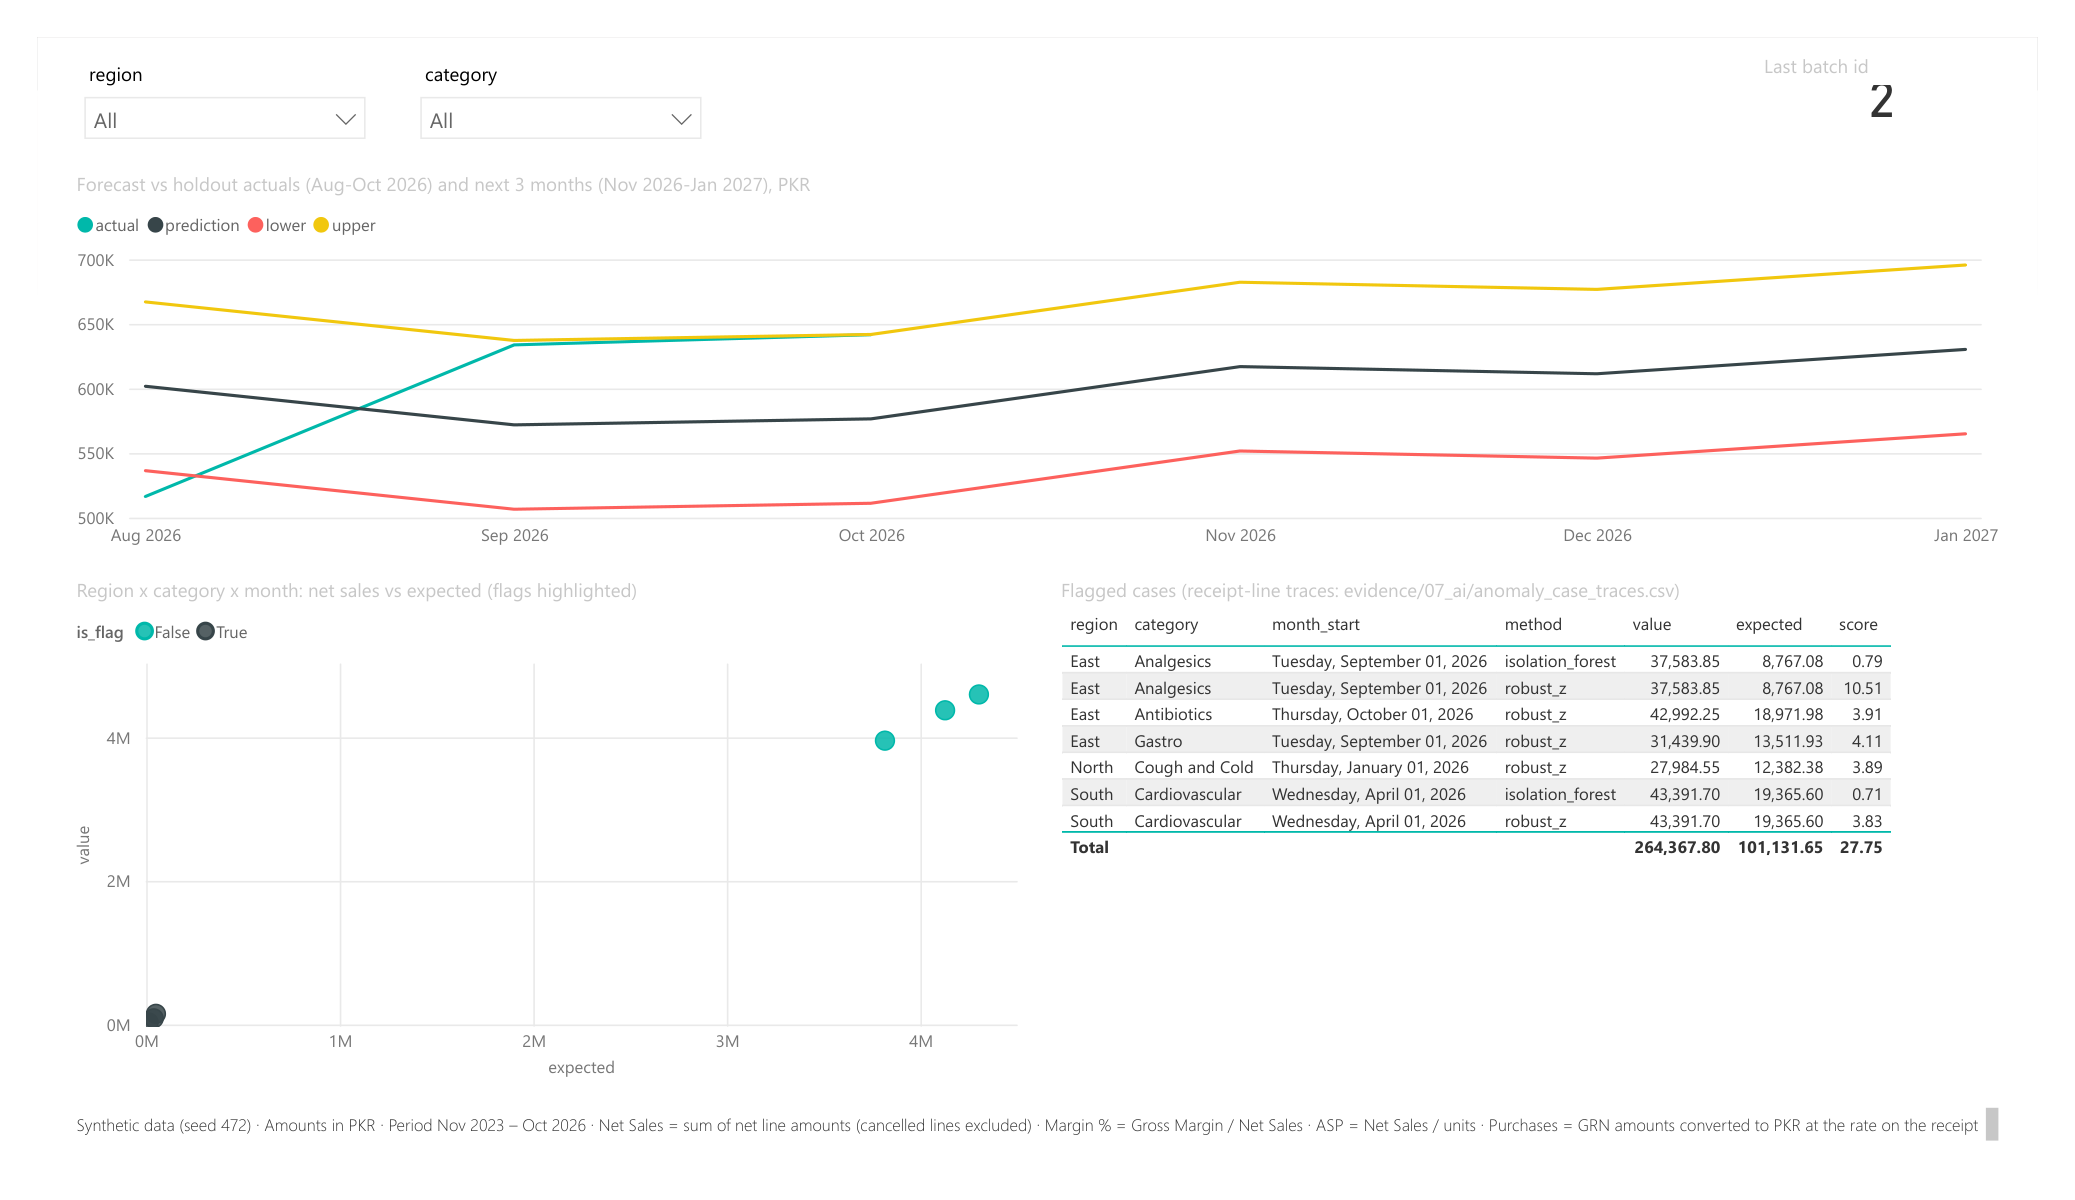 region
category
Last batch id
All
All
2
Forecast vs holdout actuals (Aug-Oct 2026) and next 3 months (Nov 2026-Jan 2027), PKR
actual prediction lower upper
700K
650K
600K
550K
500K
Aug 2026 Sep 2026 Oct 2026 Nov 2026 Dec 2026 Jan 2027
Region x category x month: net sales vs expected (flags highlighted)
is_flag False True
value
4M
2M
0M
0M 1M 2M 3M 4M
expected
Flagged cases (receipt-line traces: evidence/07_ai/anomaly_case_traces.csv)
region category month_start method value expected score
East Analgesics Tuesday, September 01, 2026 isolation_forest 37,583.85 8,767.08 0.79
East Analgesics Tuesday, September 01, 2026 robust_z 37,583.85 8,767.08 10.51
East Antibiotics Thursday, October 01, 2026 robust_z 42,992.25 18,971.98 3.91
East Gastro Tuesday, September 01, 2026 robust_z 31,439.90 13,511.93 4.11
North Cough and Cold Thursday, January 01, 2026 robust_z 27,984.55 12,382.38 3.89
South Cardiovascular Wednesday, April 01, 2026 isolation_forest 43,391.70 19,365.60 0.71
South Cardiovascular Wednesday, April 01, 2026 robust_z 43,391.70 19,365.60 3.83
Total 264,367.80 101,131.65 27.75
Synthetic data (seed 472) · Amounts in PKR · Period Nov 2023 – Oct 2026 · Net Sales = sum of net line amounts (cancelled lines excluded) · Margin % = Gross Margin / Net Sales · ASP = Net Sales / units · Purchases = GRN amounts converted to PKR at the rate on the receipt